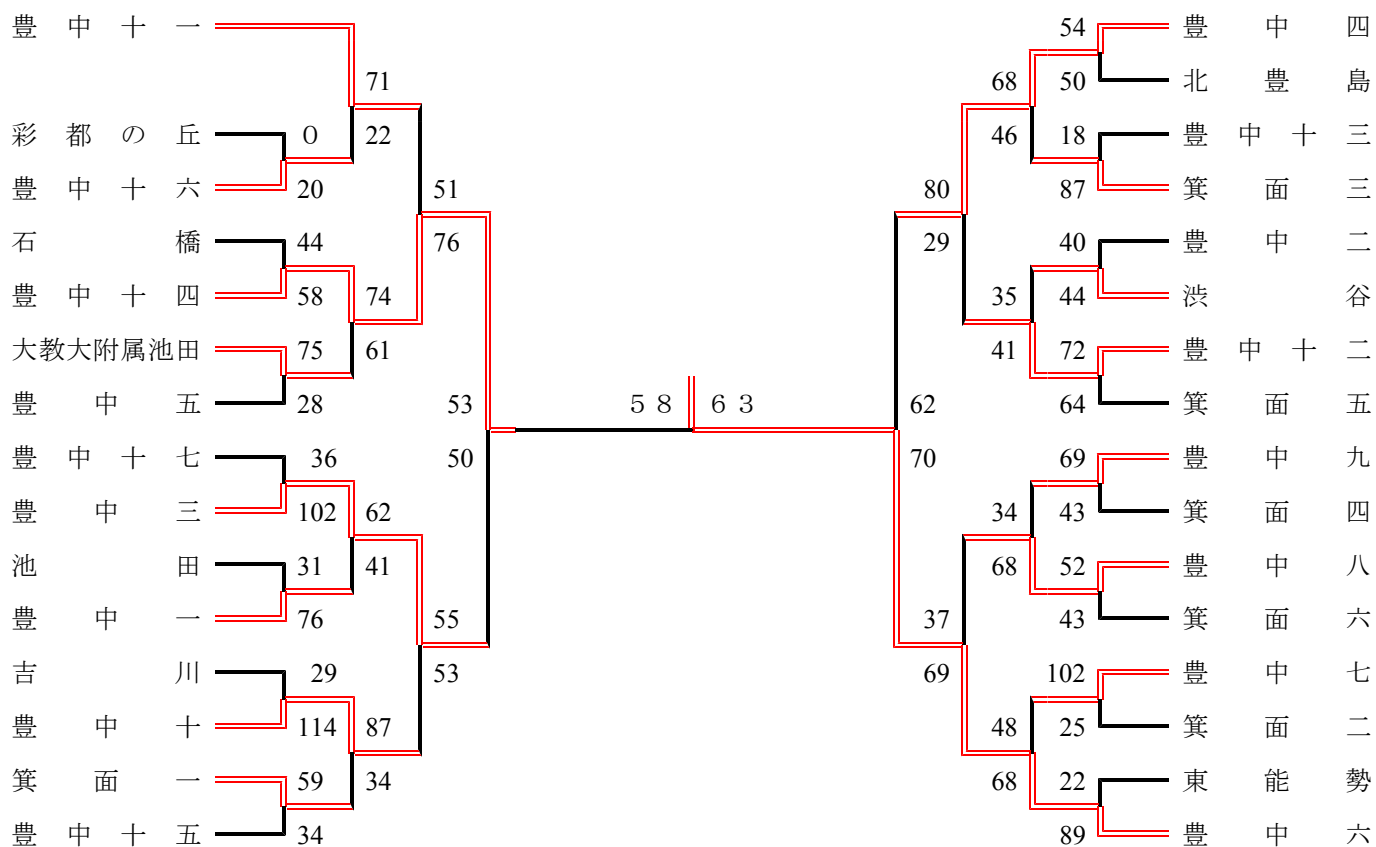 豊中十一 54 豊中四
71 68 50 北豊島
彩都の丘 0 22 46 18 豊中十三
豊中十六 20 51 80 87 箕面三
石橋 44 76 29 40 豊中二
豊中十四 58 74 35 44 渋谷
大教大附属池田 75 61 41 72 豊中十二
豊中五 28 53 58 63 62 64 箕面五
豊中十七 36 50 70 69 豊中九
豊中三 102 62 34 43 箕面四
池田 31 41 68 52 豊中八
豊中一 76 55 37 43 箕面六
吉川 29 53 69 102 豊中七
豊中十 114 87 48 25 箕面二
箕面一 59 34 68 22 東能勢
豊中十五 34 89 豊中六